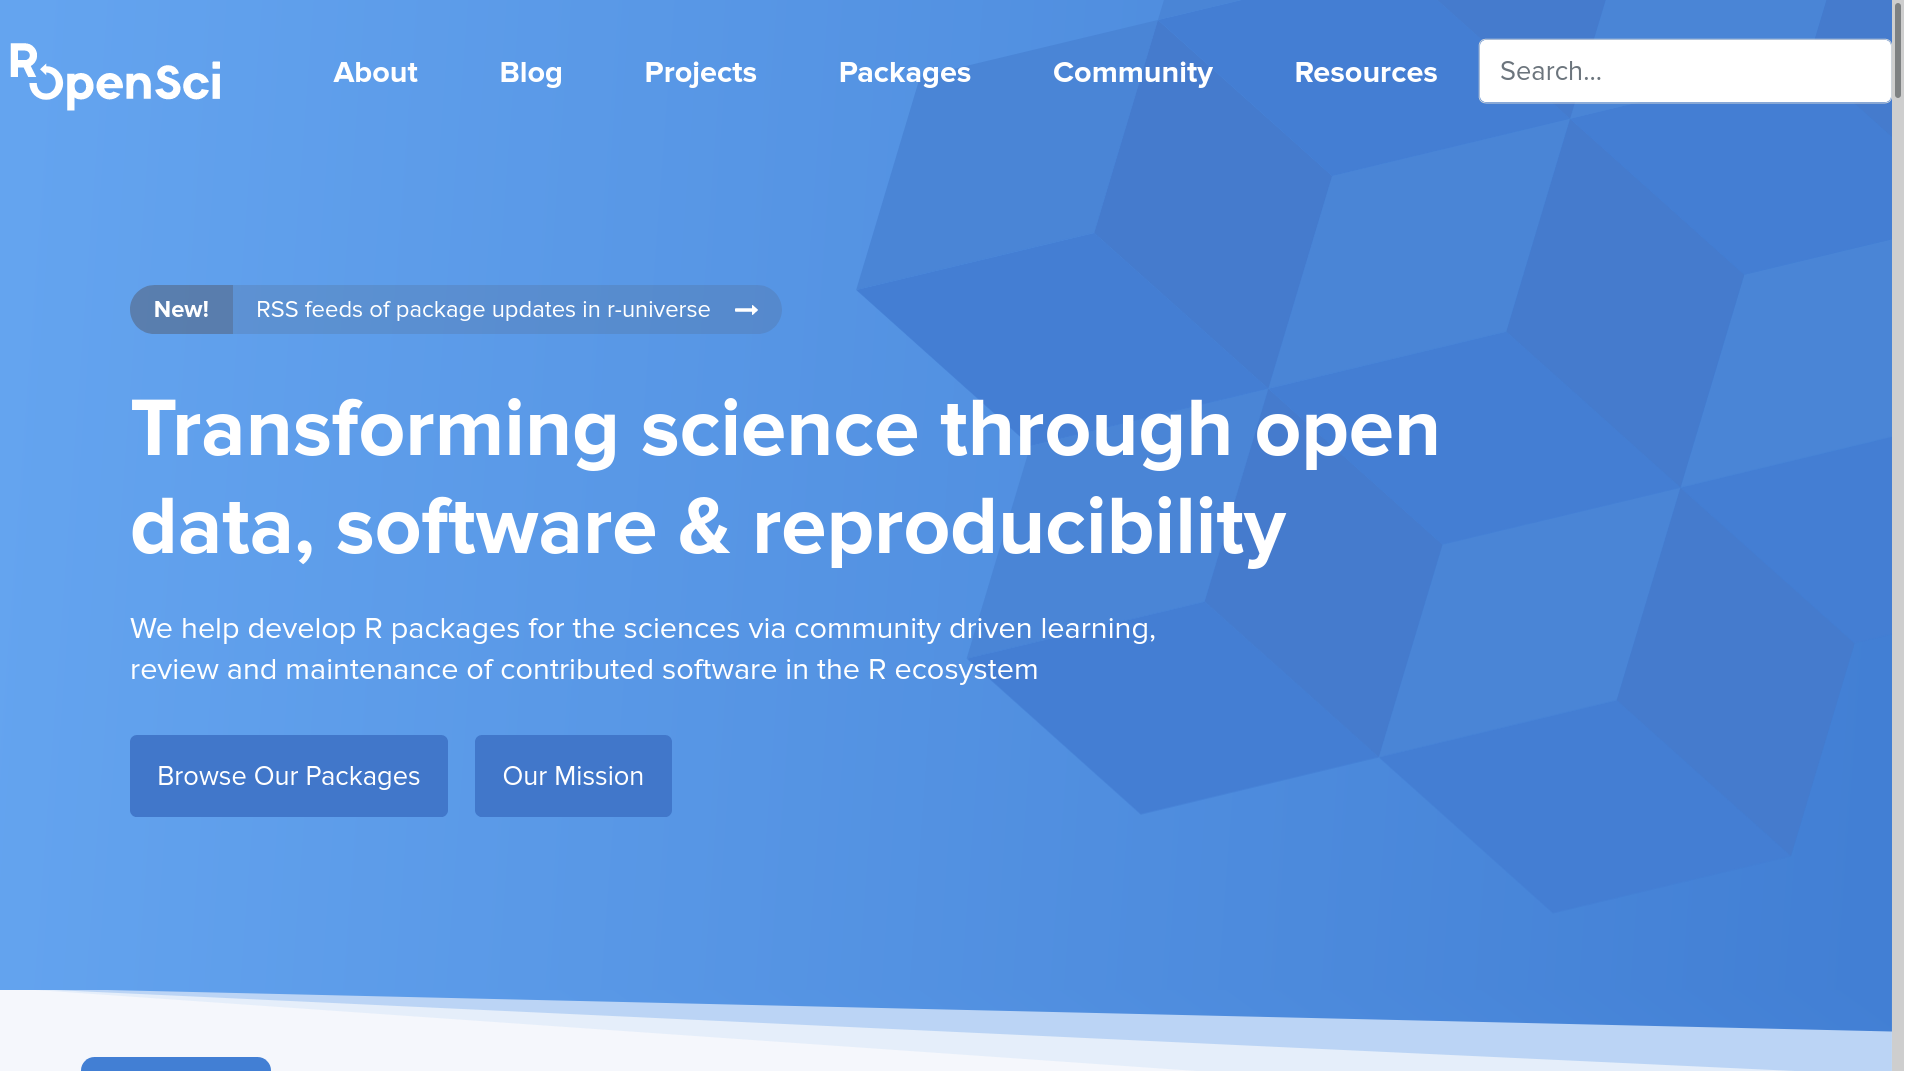 ROpenSci
About
Blog
Projects
Packages
Community
Resources
Search...
New!
RSS feeds of package updates in r-universe
Transforming science through open
data, software & reproducibility
We help develop R packages for the sciences via community driven learning,
review and maintenance of contributed software in the R ecosystem
Browse Our Packages
Our Mission